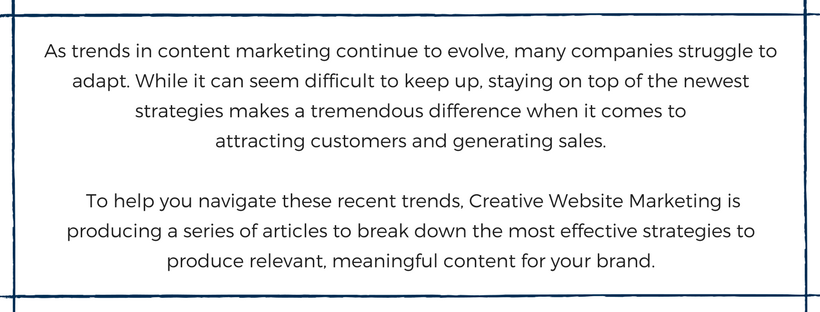 As trends in content marketing continue to evolve, many companies struggle to
adapt. While it can seem difficult to keep up, staying on top of the newest
strategies makes a tremendous difference when it comes to
attracting customers and generating sales.
To help you navigate these recent trends, Creative Website Marketing is
producing a series of articles to break down the most effective strategies to
produce relevant, meaningful content for your brand.